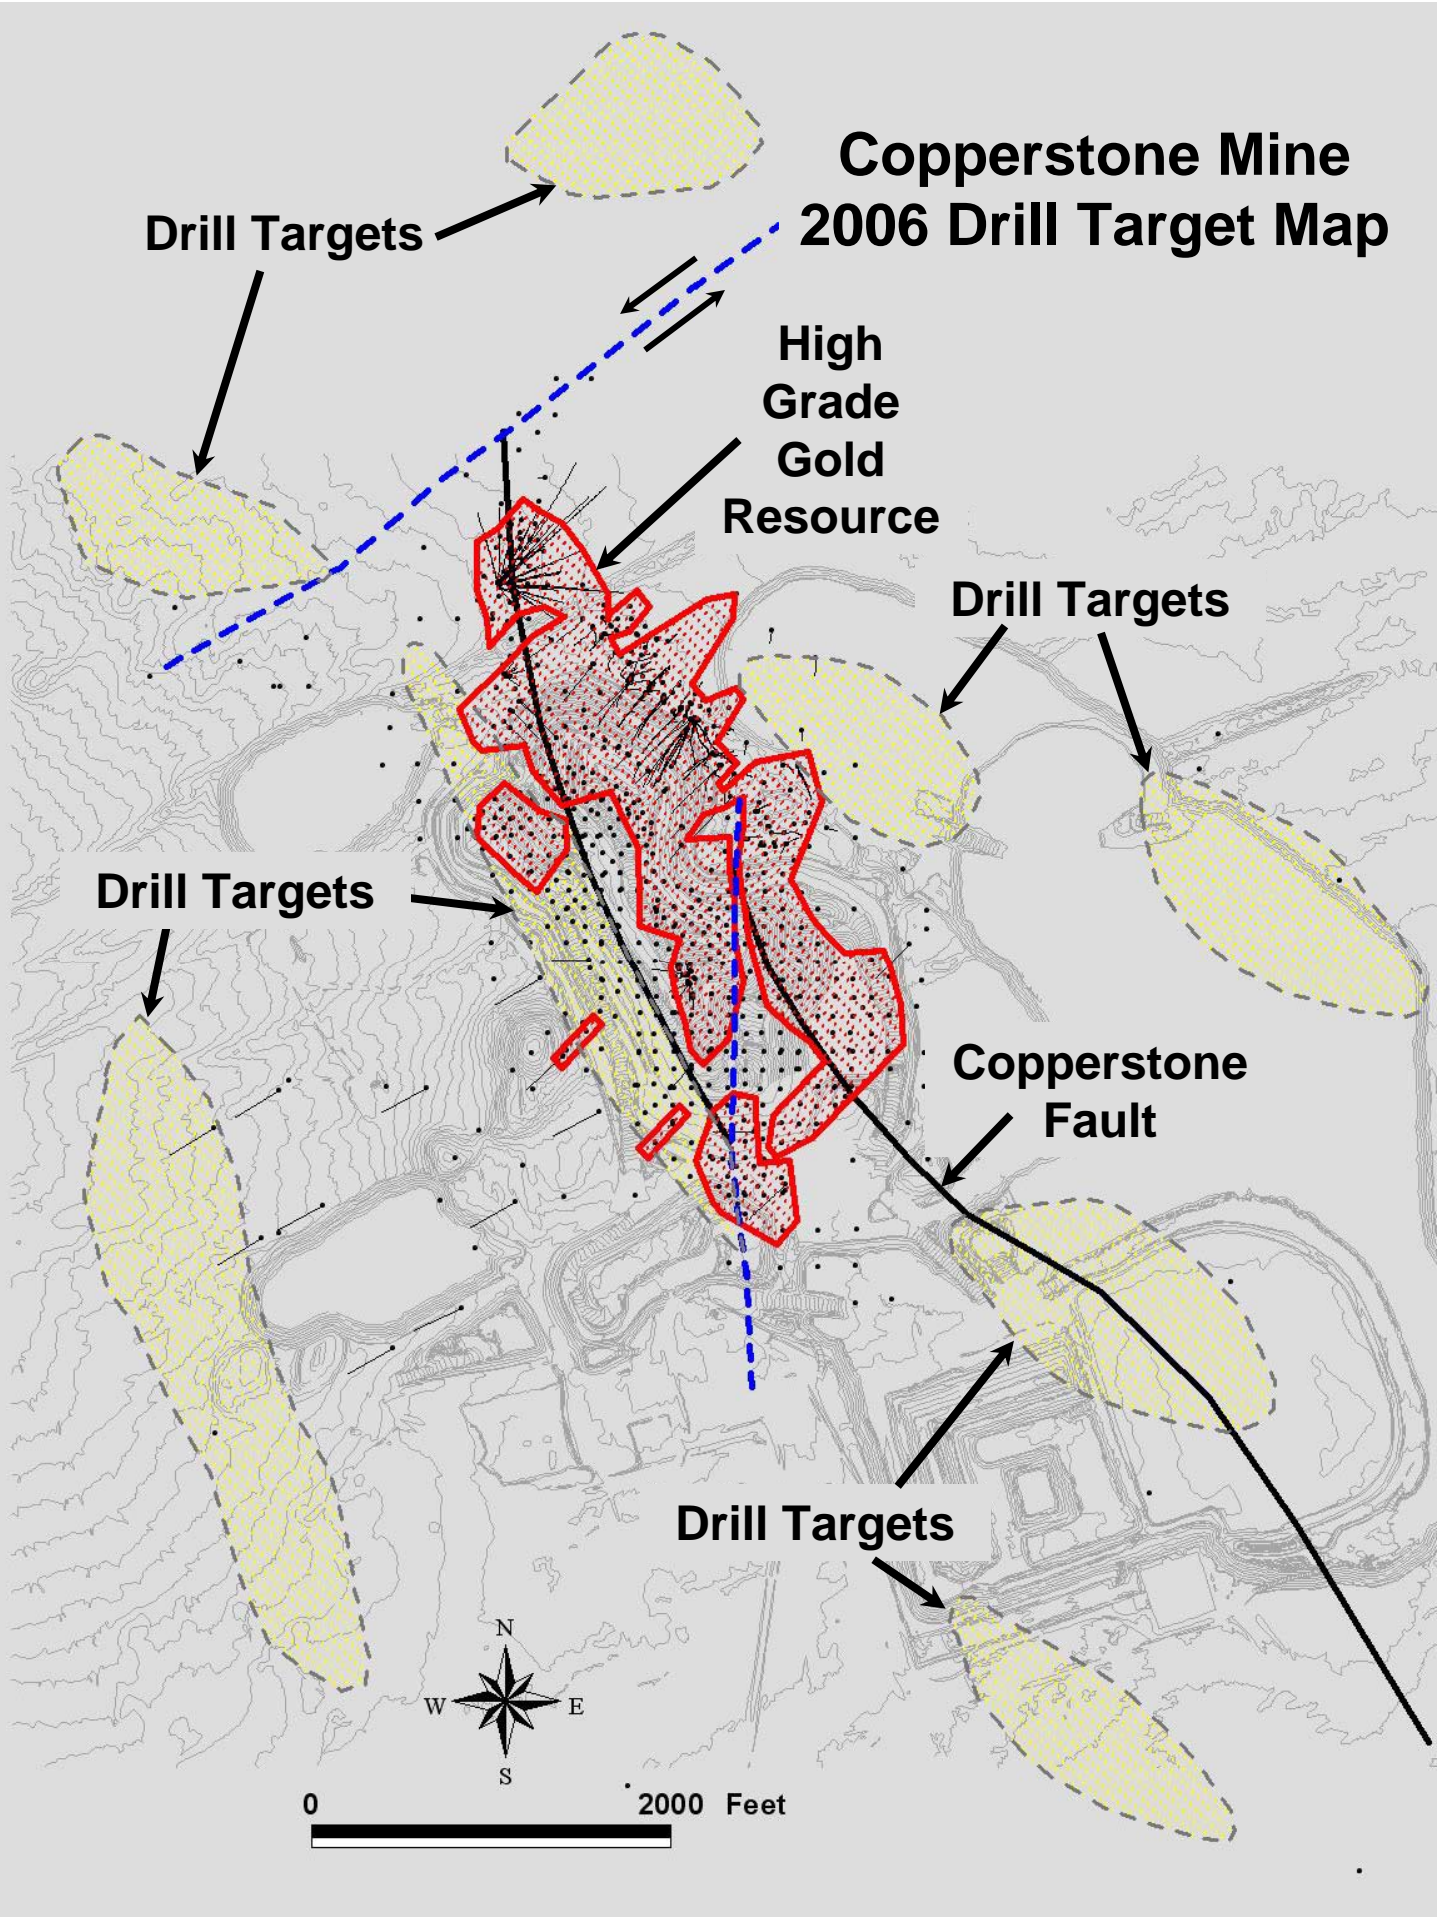 Copperstone Mine
2006 Drill Target Map
Drill Targets
High
Grade
Gold
Resource
Drill Targets
Drill Targets
Copperstone
Fault
Drill Targets
N
W E
S
0 2000 Feet